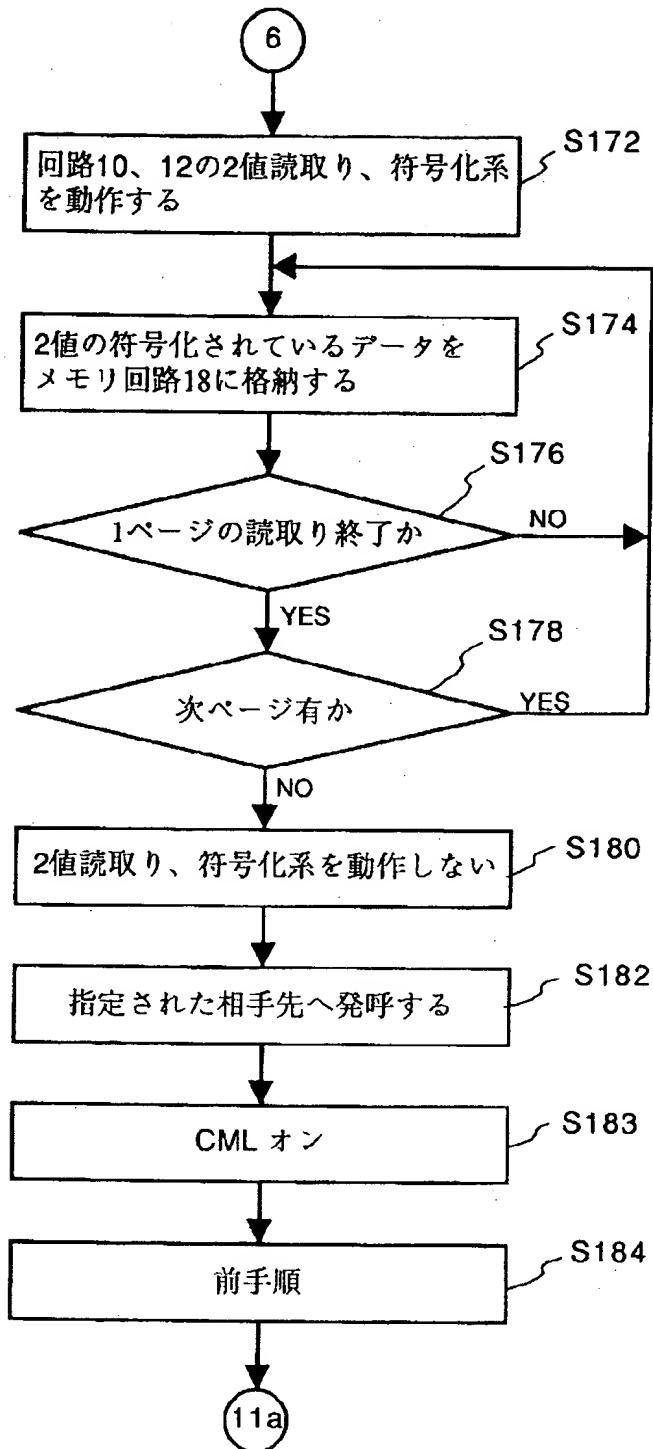 6
回路10、12の2値読取り、符号化系
を動作する
S172
2値の符号化されているデータを
メモリ回路18に格納する
S174
1ページの読取り終了か
S176
NO
YES
次ページ有か
S178
YES
NO
2値読取り、符号化系を動作しない
S180
指定された相手先へ発呼する
S182
CML オン
S183
前手順
S184
11a